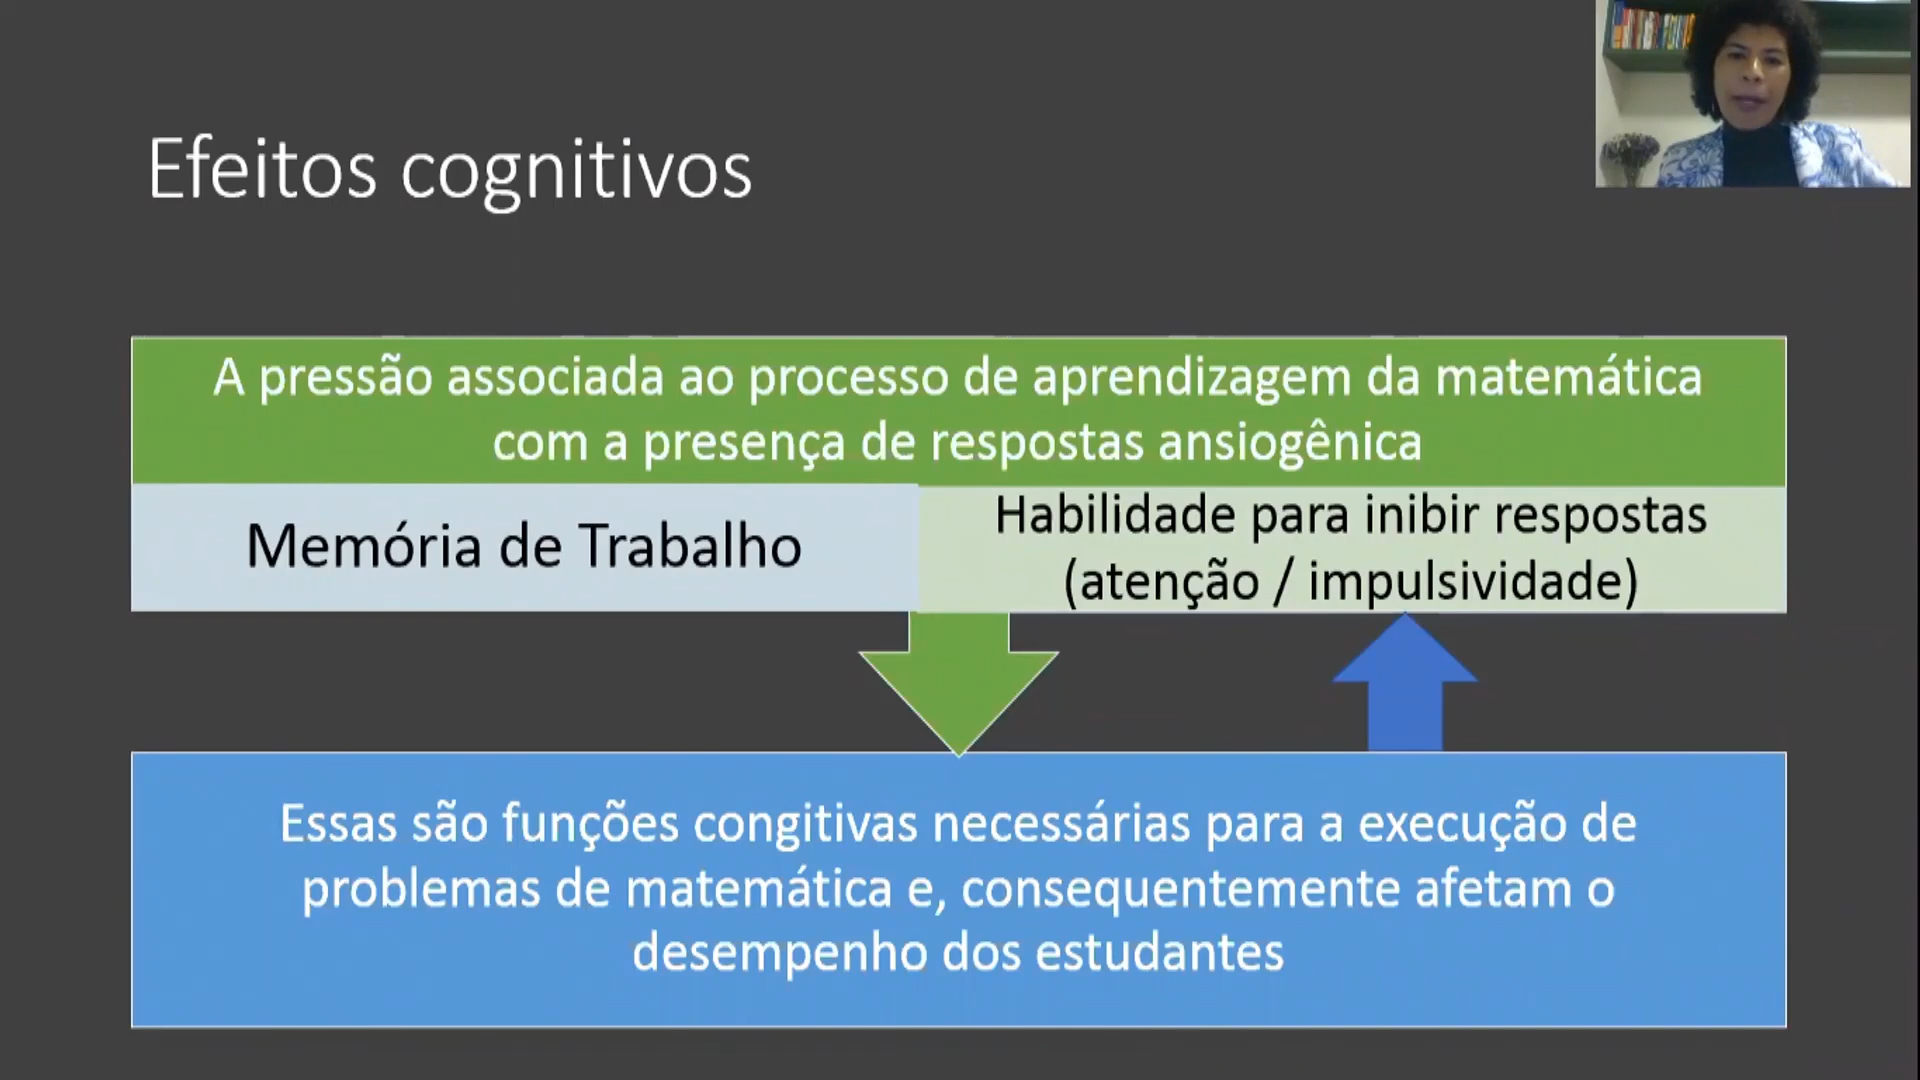 Efeitos cognitivos
A pressão associada ao processo de aprendizagem da matemática
com a presença de respostas ansiogênica
Memória de Trabalho
Habilidade para inibir respostas
(atenção / impulsividade)
Essas são funções congitivas necessárias para a execução de
problemas de matemática e, consequentemente afetam o
desempenho dos estudantes